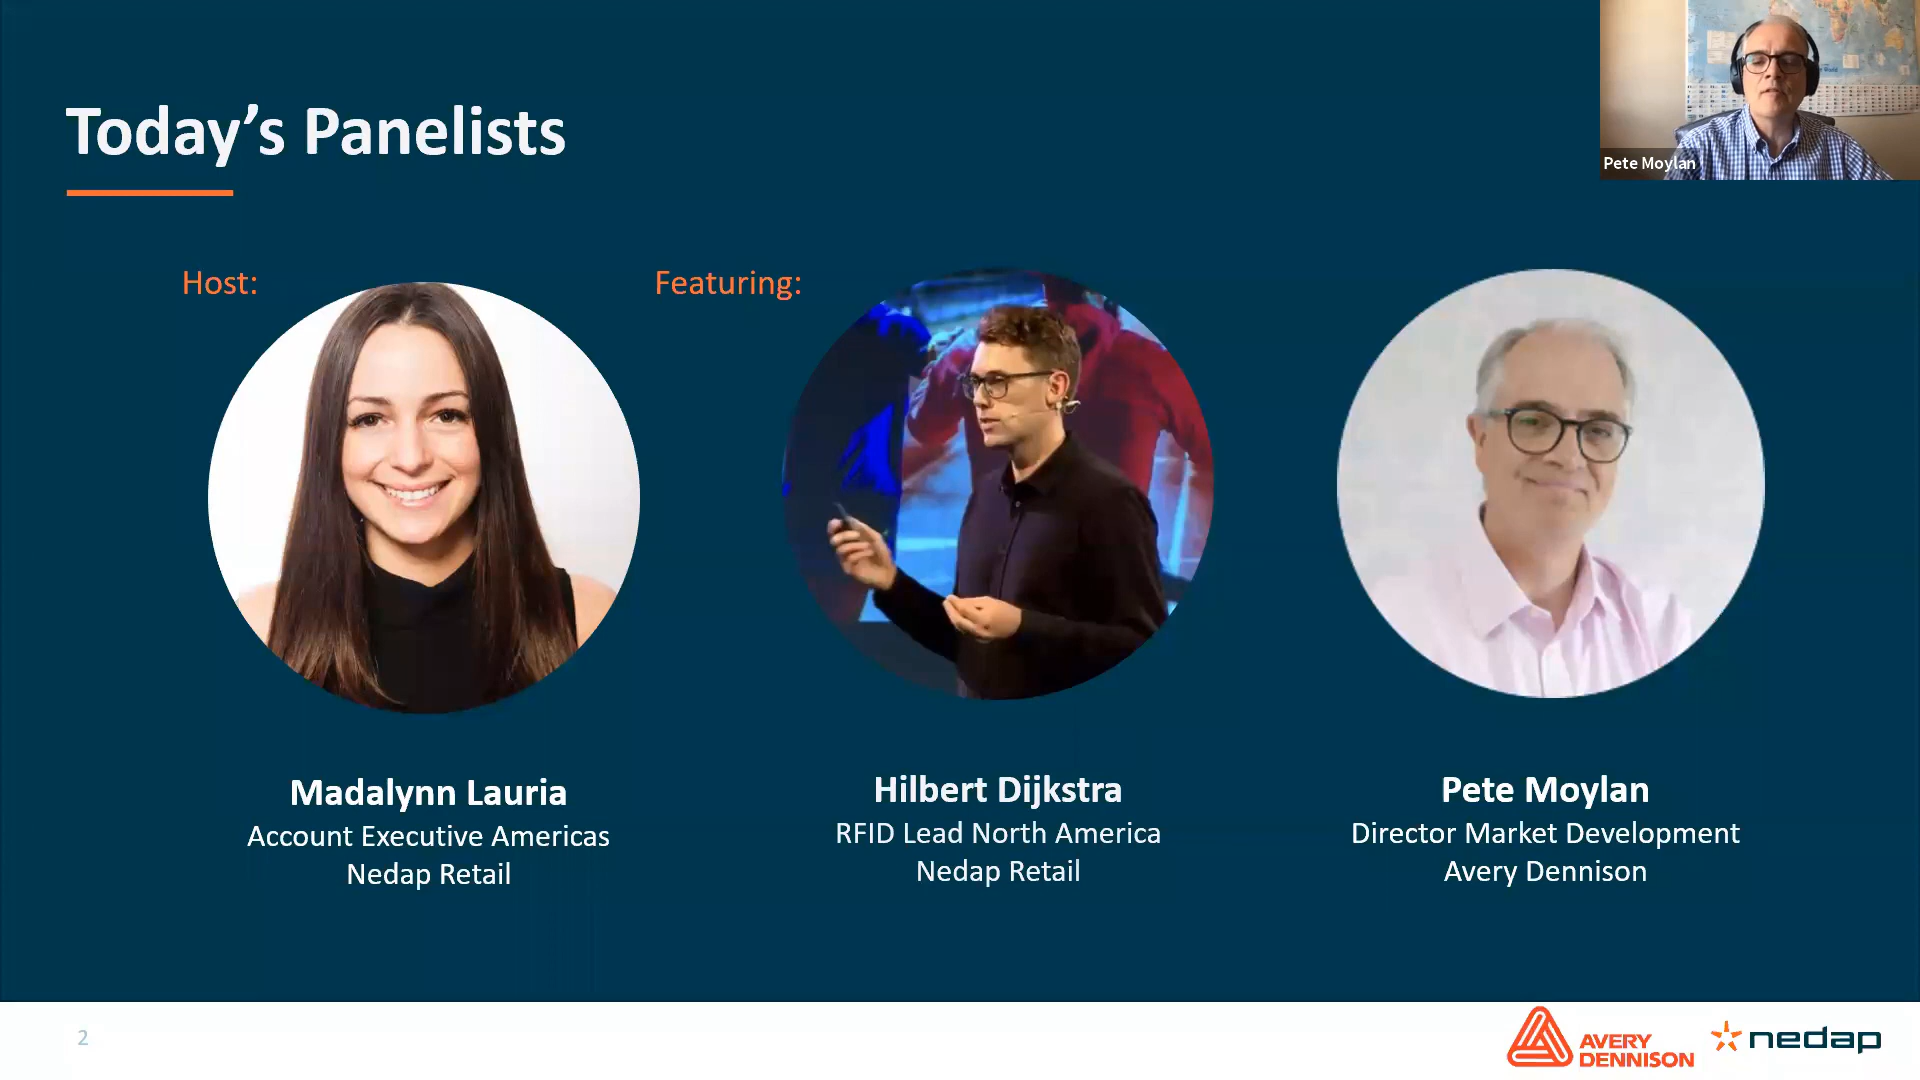 Today’s Panelists
Pete Moylan
Host:
Featuring:
Madalynn Lauria
Account Executive Americas
Nedap Retail
Hilbert Dijkstra
RFID Lead North America
Nedap Retail
Pete Moylan
Director Market Development
Avery Dennison
2
AVERY
DENNISON
nedap